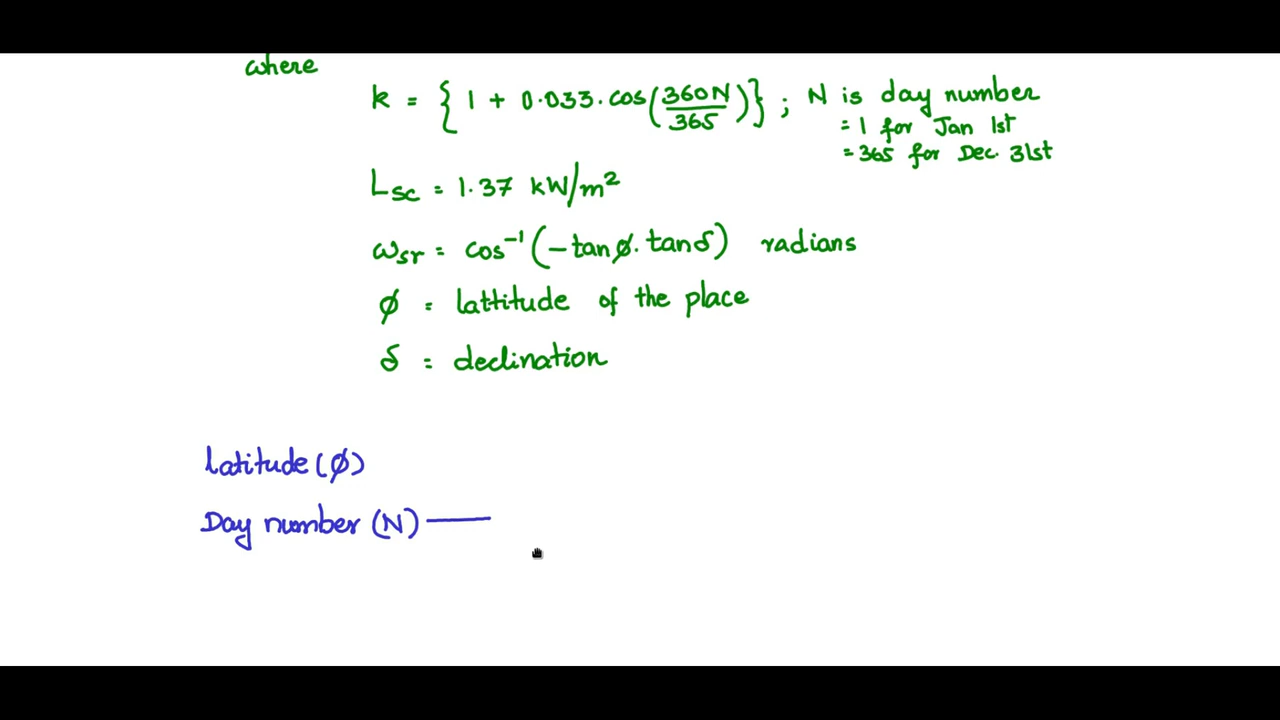 where
k = { 1 + 0.033.cos(360N/365)} ; N is day number
= 1 for Jan 1st
= 365 for Dec. 31st
Lsc = 1.37 kW/m²
ωsr = cos⁻¹(-tanø.tanδ) radians
ø = lattitude of the place
δ = declination
Latitude(ø)
Day number (N)